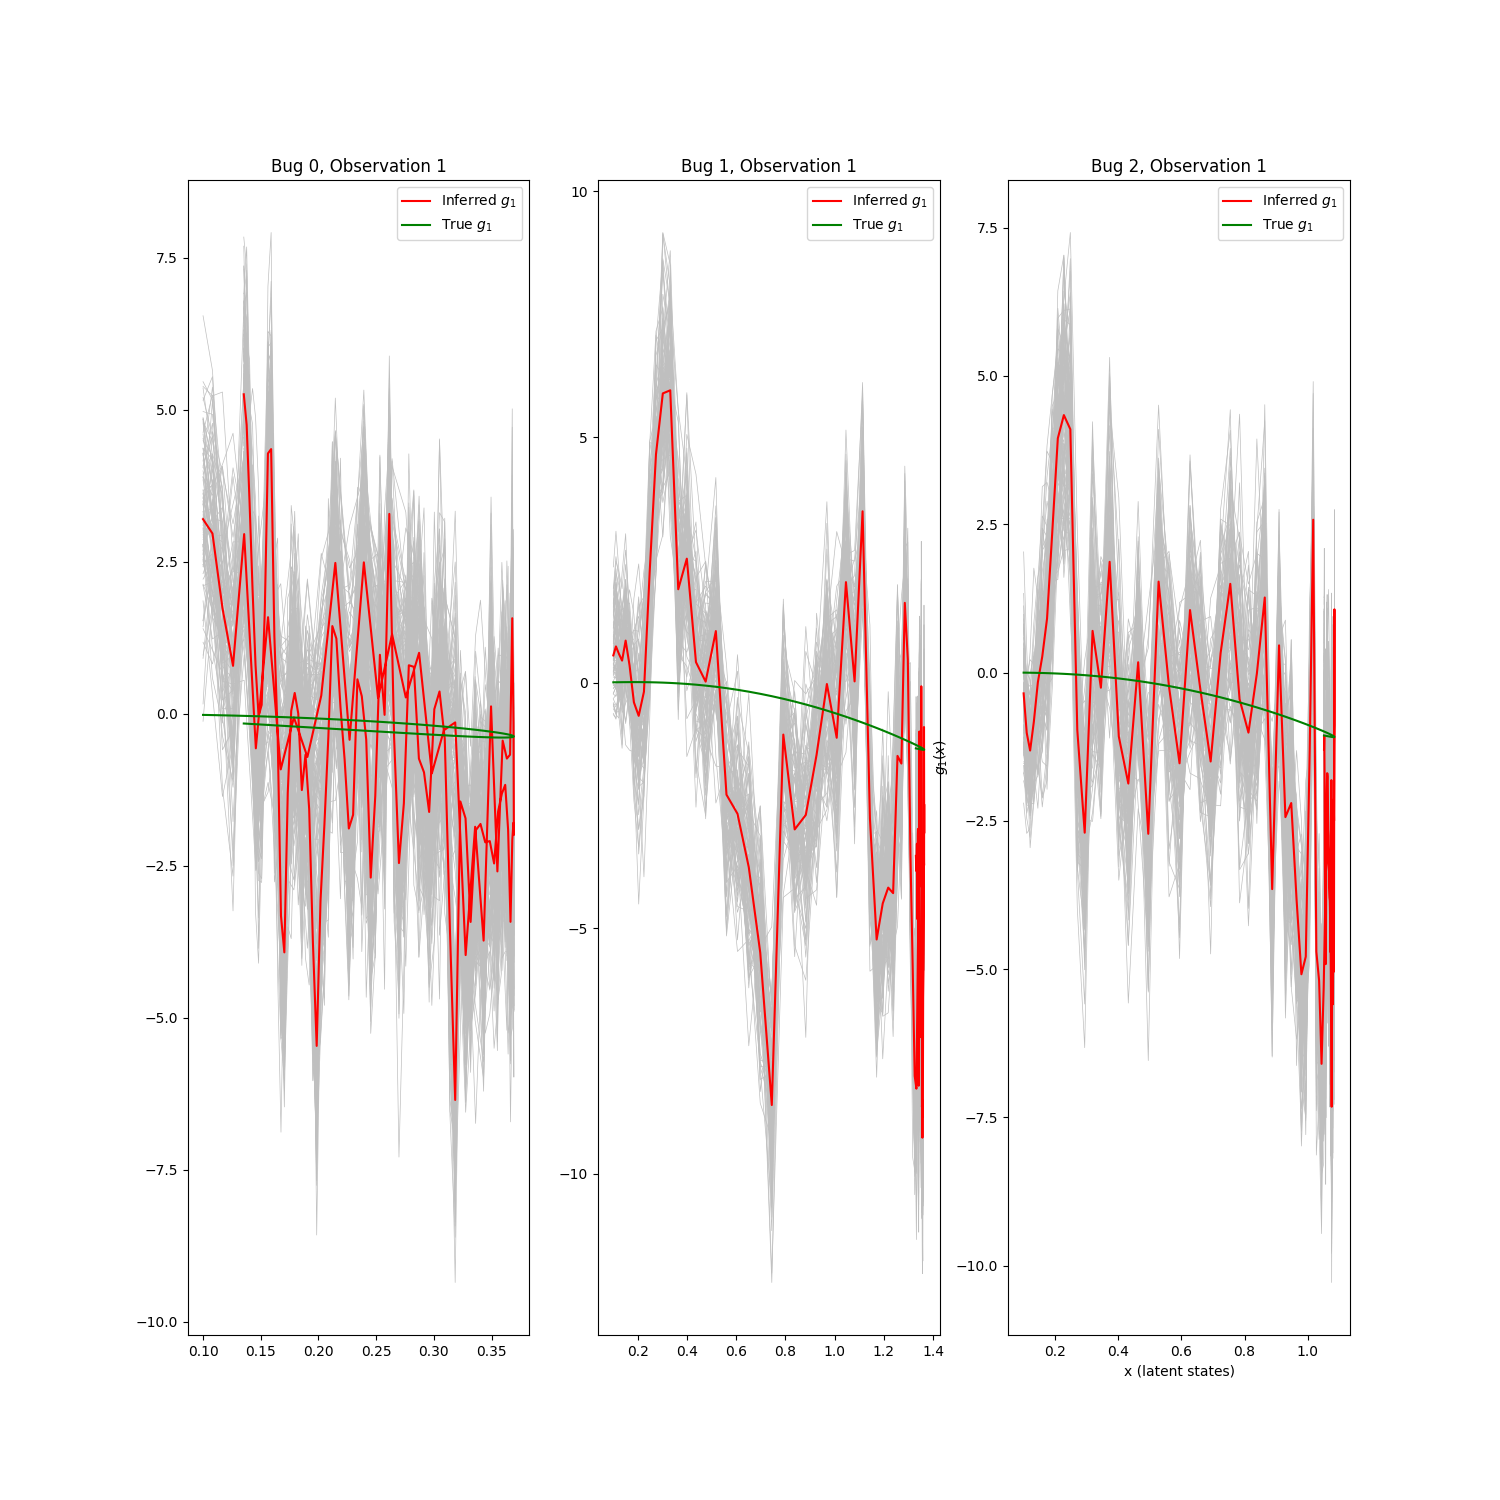 Bug 0, Observation 1
Inferred g₁
True g₁
7.5
5.0
2.5
0.0
−2.5
−5.0
−7.5
−10.0
0.10 0.15 0.20 0.25 0.30 0.35
Bug 1, Observation 1
Inferred g₁
True g₁
10
5
0
−5
−10
0.2 0.4 0.6 0.8 1.0 1.2 1.4
Bug 2, Observation 1
Inferred g₁
True g₁
g₁(x)
7.5
5.0
2.5
0.0
−2.5
−5.0
−7.5
−10.0
0.2 0.4 0.6 0.8 1.0
x (latent states)